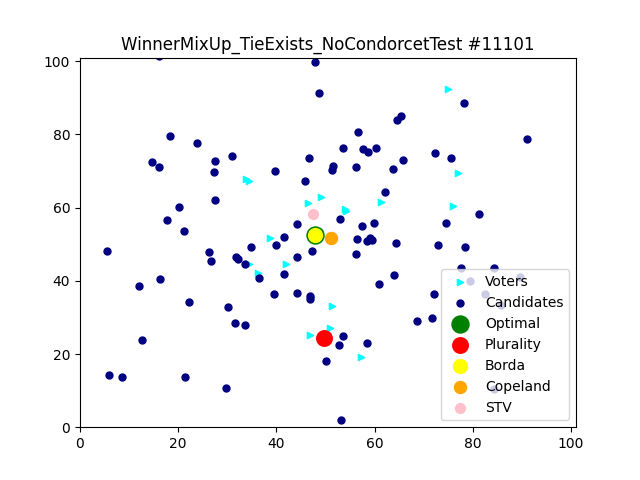 WinnerMixUp_TieExists_NoCondorcetTest #11101
100
80
60
40
20
0
0
20
40
60
80
100
Voters
Candidates
Optimal
Plurality
Borda
Copeland
STV